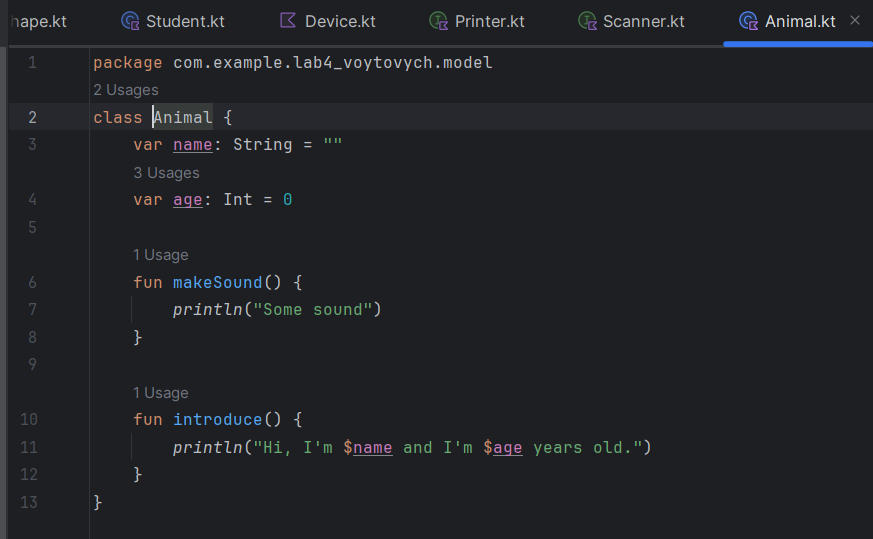 hape.kt Student.kt Device.kt Printer.kt Scanner.kt Animal.kt
1 package com.example.lab4_voytovych.model
2 Usages
2 class Animal {
3 var name: String = ""
3 Usages
4 var age: Int = 0
5
1 Usage
6 fun makeSound() {
7 println("Some sound")
8 }
9
1 Usage
10 fun introduce() {
11 println("Hi, I'm $name and I'm $age years old.")
12 }
13 }